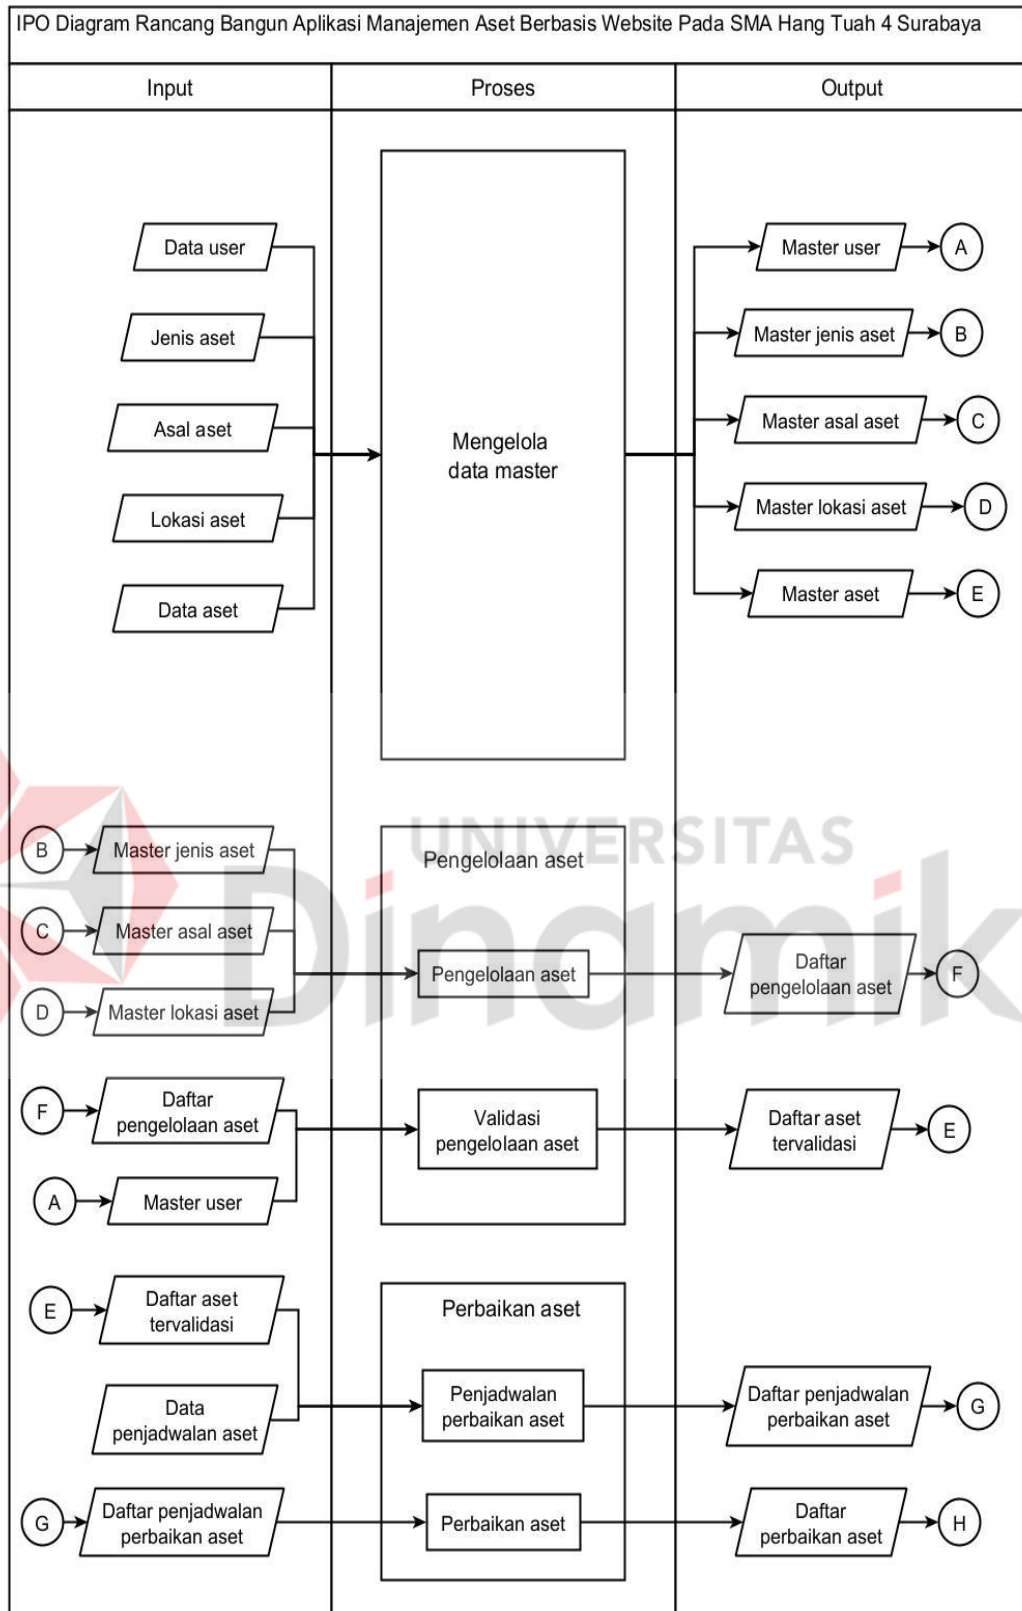 IPO Diagram Rancang Bangun Aplikasi Manajemen Aset Berbasis Website Pada SMA Hang Tuah 4 Surabaya
Input
Proses
Output
Data user
Jenis aset
Asal aset
Lokasi aset
Data aset
Mengelola
data master
Master user
A
Master jenis aset
B
Master asal aset
C
Master lokasi aset
D
Master aset
E
UNIVERSITAS
Dinamik
B
Master jenis aset
C
Master asal aset
D
Master lokasi aset
Pengelolaan aset
Pengelolaan aset
Daftar
pengelolaan aset
F
F
Daftar
pengelolaan aset
A
Master user
Validasi
pengelolaan aset
Daftar aset
tervalidasi
E
E
Daftar aset
tervalidasi
Data
penjadwalan aset
Perbaikan aset
Penjadwalan
perbaikan aset
Daftar penjadwalan
perbaikan aset
G
G
Daftar penjadwalan
perbaikan aset
Perbaikan aset
Daftar
perbaikan aset
H